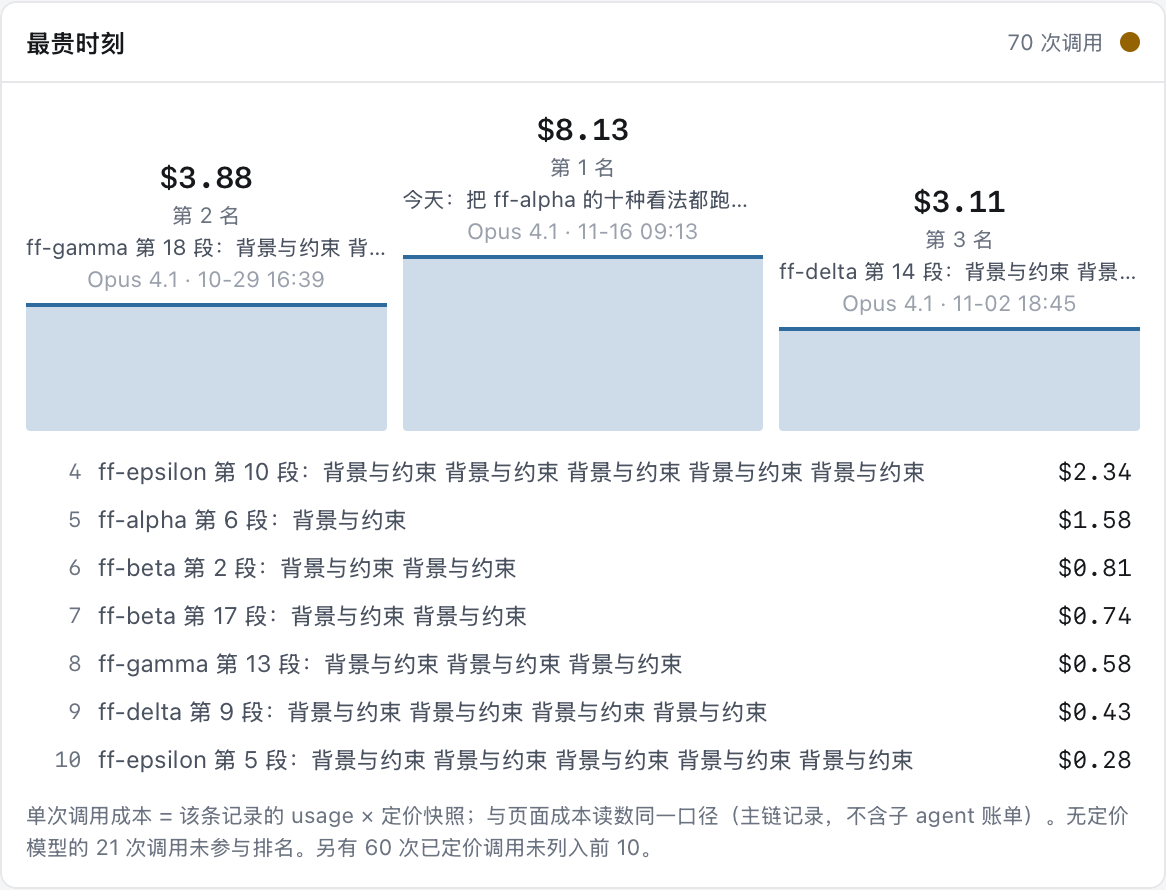 最贵时刻
70 次调用
$8.13
第 1 名
今天：把 ff-alpha 的十种看法都跑…
Opus 4.1 · 11-16 09:13
$3.88
第 2 名
ff-gamma 第 18 段：背景与约束 背…
Opus 4.1 · 10-29 16:39
$3.11
第 3 名
ff-delta 第 14 段：背景与约束 背景…
Opus 4.1 · 11-02 18:45
4 ff-epsilon 第 10 段：背景与约束 背景与约束 背景与约束 背景与约束 背景与约束 $2.34
5 ff-alpha 第 6 段：背景与约束 $1.58
6 ff-beta 第 2 段：背景与约束 背景与约束 $0.81
7 ff-beta 第 17 段：背景与约束 背景与约束 $0.74
8 ff-gamma 第 13 段：背景与约束 背景与约束 背景与约束 $0.58
9 ff-delta 第 9 段：背景与约束 背景与约束 背景与约束 背景与约束 $0.43
10 ff-epsilon 第 5 段：背景与约束 背景与约束 背景与约束 背景与约束 背景与约束 $0.28
单次调用成本 = 该条记录的 usage × 定价快照；与页面成本读数同一口径（主链记录，不含子 agent 账单）。无定价
模型的 21 次调用未参与排名。另有 60 次已定价调用未列入前 10。